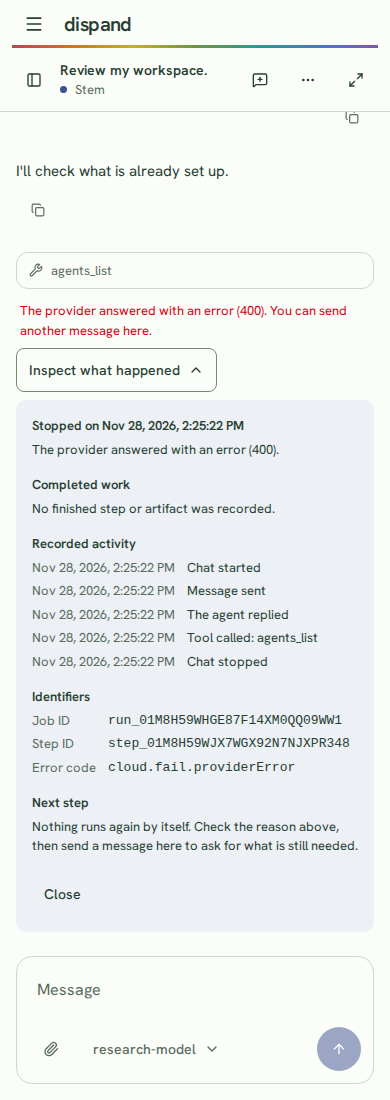 dispand
Review my workspace.
Stem
I'll check what is already set up.
agents_list
The provider answered with an error (400). You can send
another message here.
Inspect what happened
Stopped on Nov 28, 2026, 2:25:22 PM
The provider answered with an error (400).
Completed work
No finished step or artifact was recorded.
Recorded activity
Nov 28, 2026, 2:25:22 PM Chat started
Nov 28, 2026, 2:25:22 PM Message sent
Nov 28, 2026, 2:25:22 PM The agent replied
Nov 28, 2026, 2:25:22 PM Tool called: agents_list
Nov 28, 2026, 2:25:22 PM Chat stopped
Identifiers
Job ID run_01M8H59WHGE87F14XM0QQ09WW1
Step ID step_01M8H59WJX7WGX92N7NJXPR348
Error code cloud.fail.providerError
Next step
Nothing runs again by itself. Check the reason above,
then send a message here to ask for what is still needed.
Close
Message
research-model